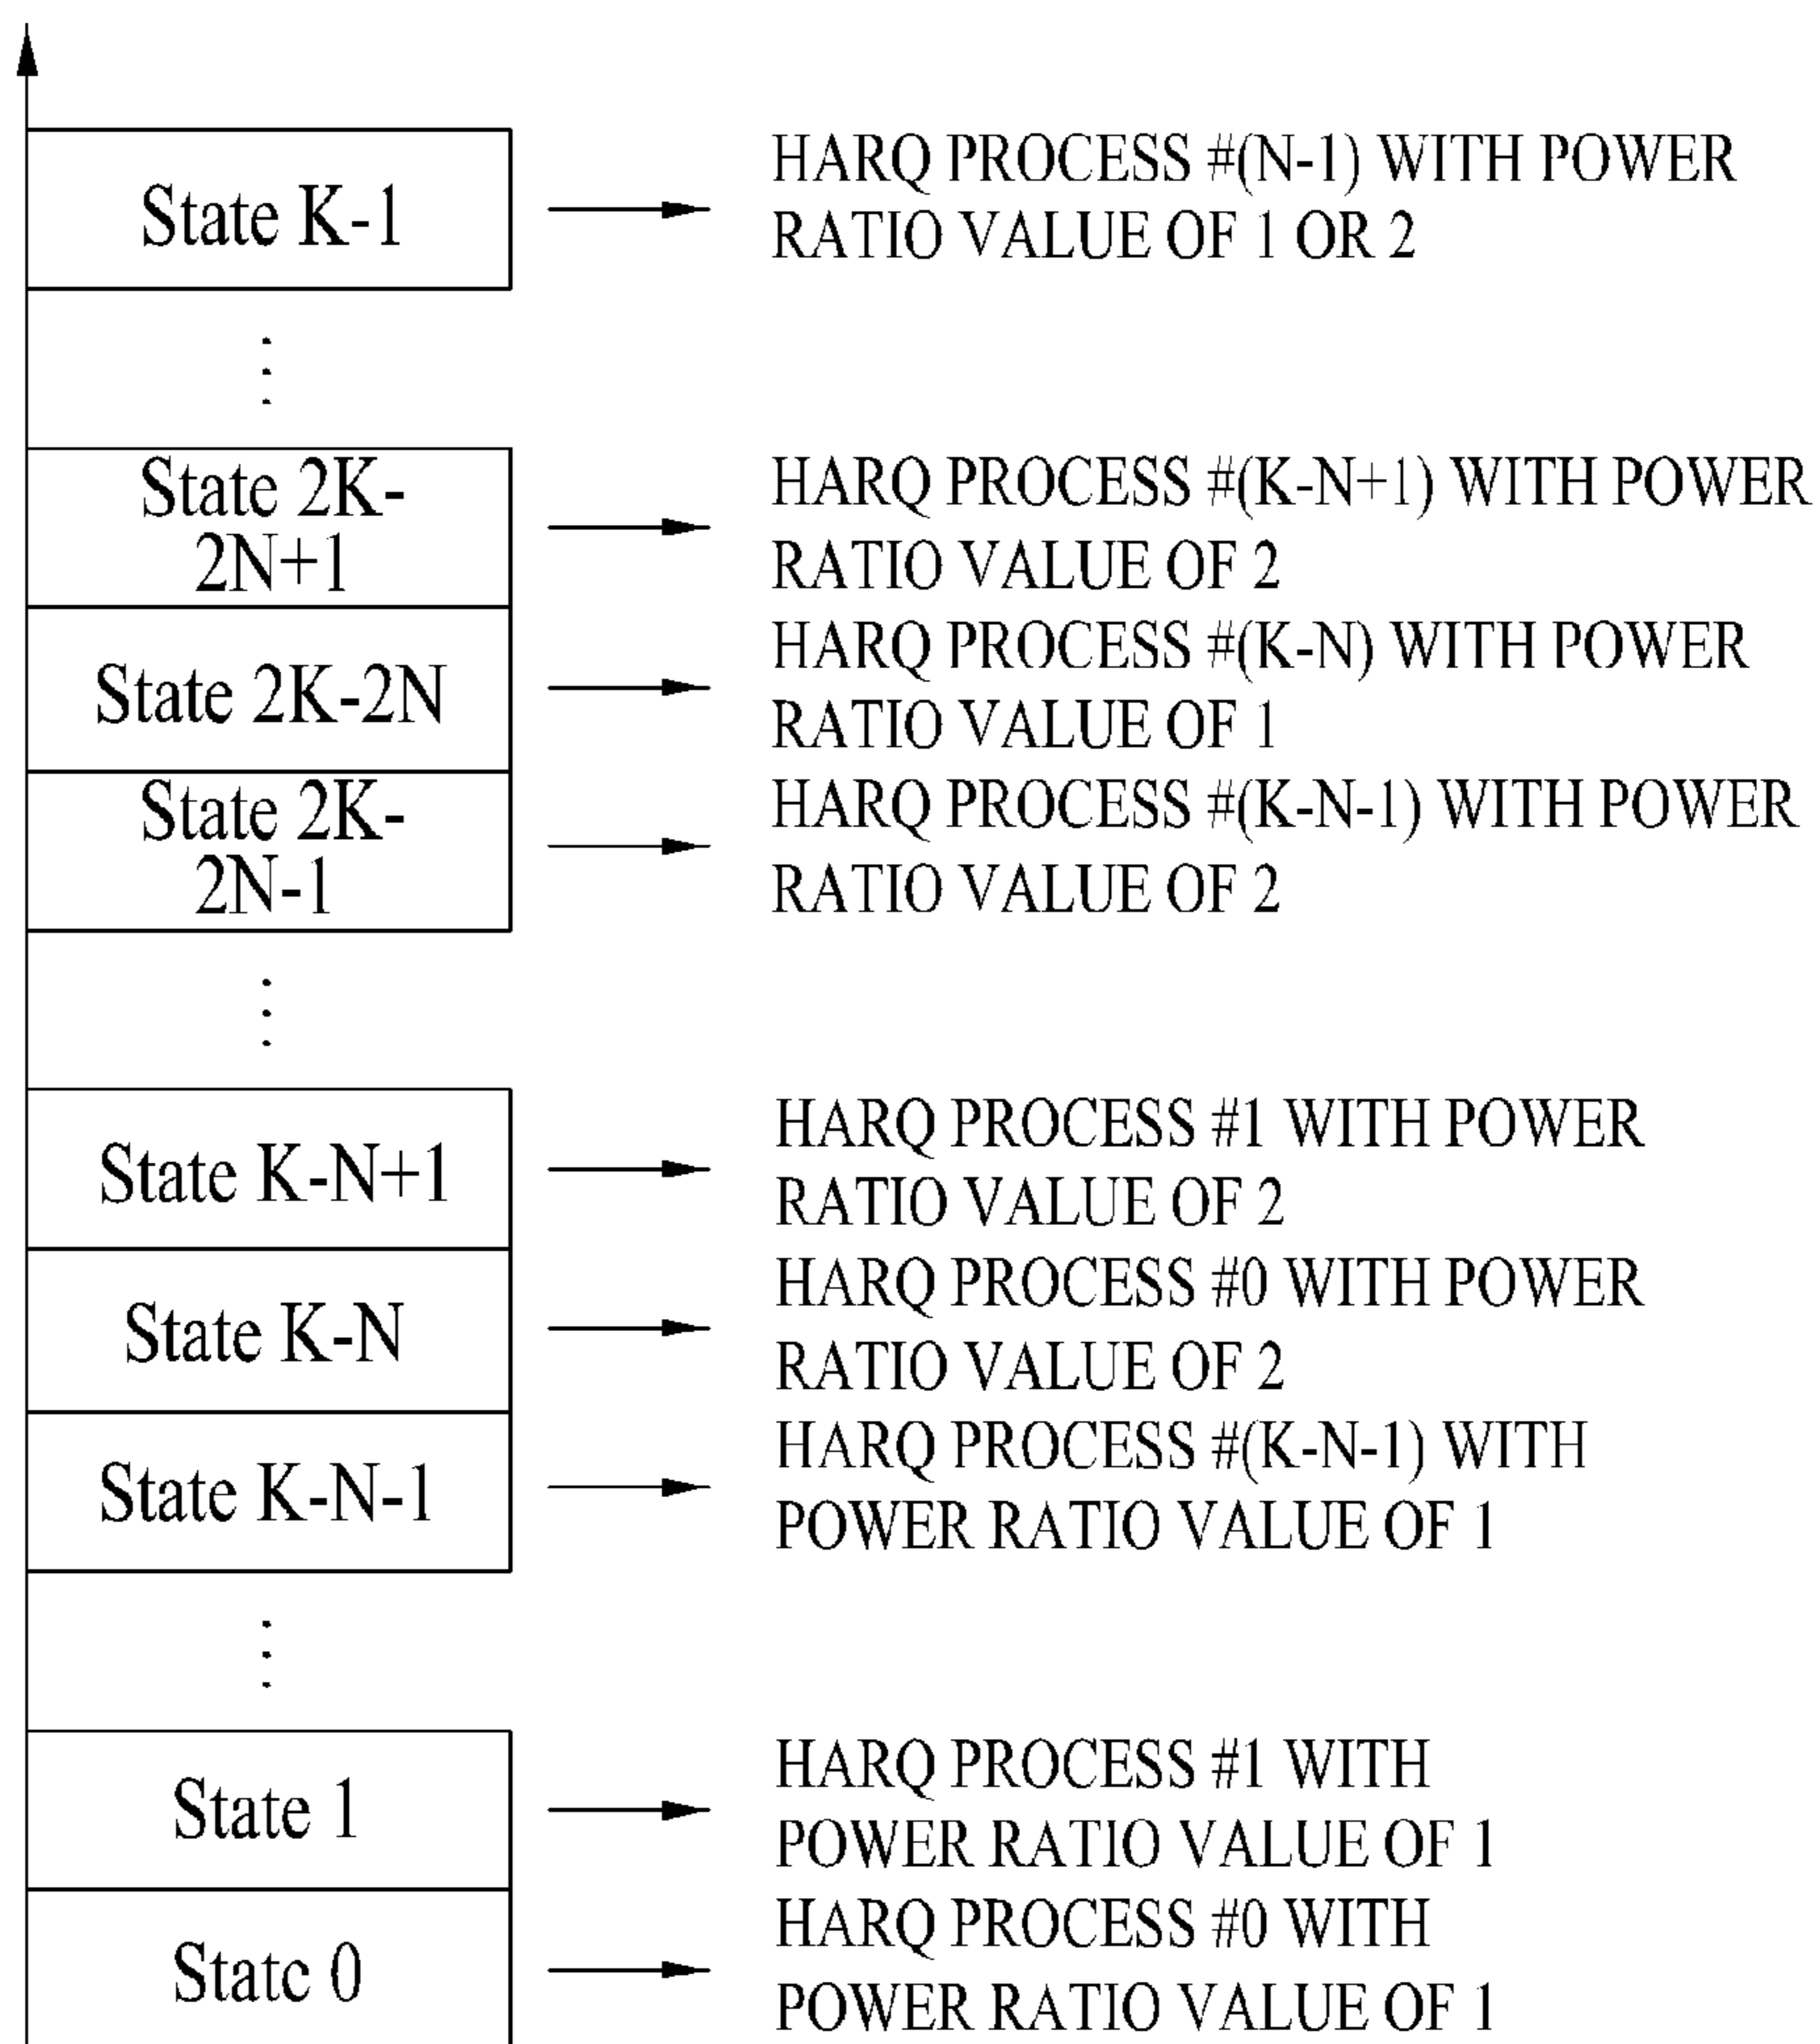 State K-1
HARQ PROCESS #(N-1) WITH POWER
RATIO VALUE OF 1 OR 2
State 2K-
2N+1
HARQ PROCESS #(K-N+1) WITH POWER
RATIO VALUE OF 2
State 2K-2N
HARQ PROCESS #(K-N) WITH POWER
RATIO VALUE OF 1
State 2K-
2N-1
HARQ PROCESS #(K-N-1) WITH POWER
RATIO VALUE OF 2
State K-N+1
HARQ PROCESS #1 WITH POWER
RATIO VALUE OF 2
State K-N
HARQ PROCESS #0 WITH POWER
RATIO VALUE OF 2
State K-N-1
HARQ PROCESS #(K-N-1) WITH
POWER RATIO VALUE OF 1
State 1
HARQ PROCESS #1 WITH
POWER RATIO VALUE OF 1
State 0
HARQ PROCESS #0 WITH
POWER RATIO VALUE OF 1